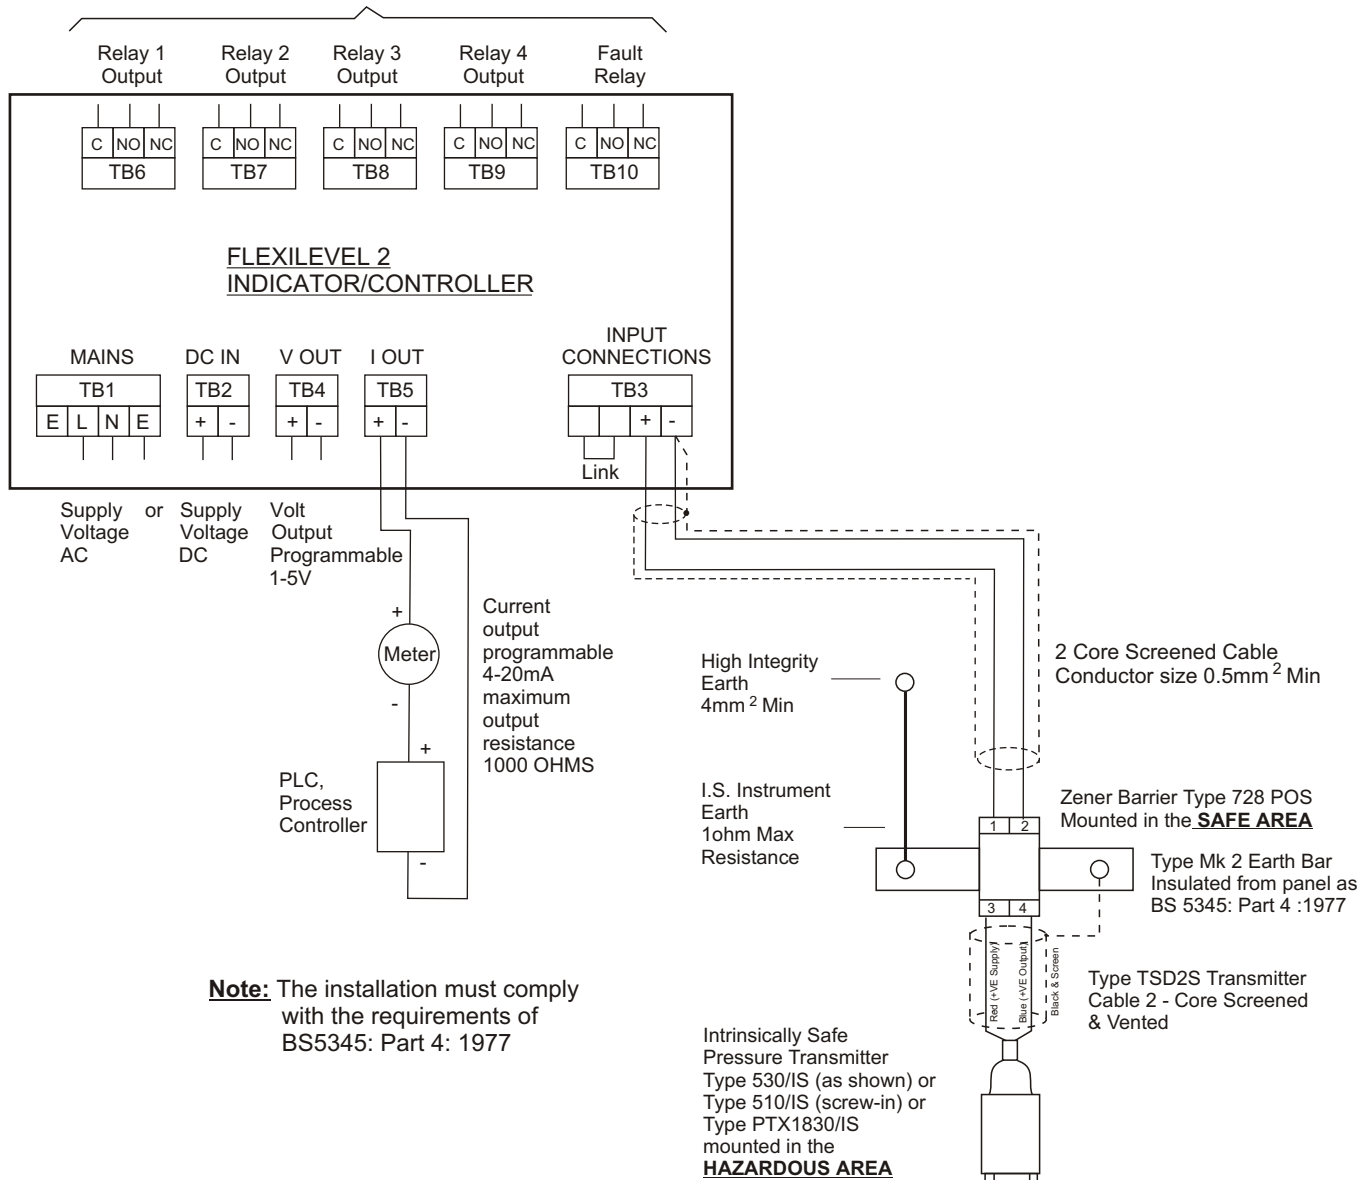 Relay 1 Output
Relay 2 Output
Relay 3 Output
Relay 4 Output
Fault Relay
C NO NC
TB6
C NO NC
TB7
C NO NC
TB8
C NO NC
TB9
C NO NC
TB10
FLEXILEVEL 2
INDICATOR/CONTROLLER
MAINS
TB1
E L N E
DC IN
TB2
+ -
V OUT
TB4
+ -
I OUT
TB5
+ -
INPUT
CONNECTIONS
TB3
+ -
Link
Supply
Voltage
AC
or
Supply
Voltage
DC
Volt
Output
Programmable
1-5V
+
Meter
-
+
PLC,
Process
Controller
-
Current
output
programmable
4-20mA
maximum
output
resistance
1000 OHMS
High Integrity
Earth
4mm 2 Min
2 Core Screened Cable
Conductor size 0.5mm 2 Min
I.S. Instrument
Earth
1ohm Max
Resistance
Zener Barrier Type 728 POS
Mounted in the SAFE AREA
1 2
Type Mk 2 Earth Bar
Insulated from panel as
BS 5345: Part 4 :1977
3 4
Red (+VE Supply)
Blue (+VE Output)
Black & Screen
Type TSD2S Transmitter
Cable 2 - Core Screened
& Vented
Note: The installation must comply
with the requirements of
BS5345: Part 4: 1977
Intrinsically Safe
Pressure Transmitter
Type 530/IS (as shown) or
Type 510/IS (screw-in) or
Type PTX1830/IS
mounted in the
HAZARDOUS AREA